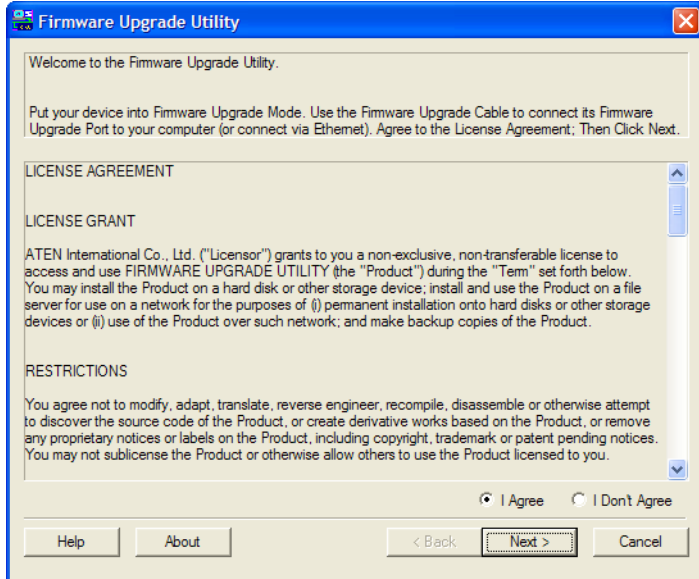 Firmware Upgrade Utility
Welcome to the Firmware Upgrade Utility.
Put your device into Firmware Upgrade Mode. Use the Firmware Upgrade Cable to connect its Firmware
Upgrade Port to your computer (or connect via Ethernet). Agree to the License Agreement; Then Click Next.
LICENSE AGREEMENT
LICENSE GRANT
ATEN International Co., Ltd. ("Licensor") grants to you a non-exclusive, non-transferable license to
access and use FIRMWARE UPGRADE UTILITY (the "Product") during the "Term" set forth below.
You may install the Product on a hard disk or other storage device; install and use the Product on a file
server for use on a network for the purposes of (i) permanent installation onto hard disks or other storage
devices or (ii) use of the Product over such network; and make backup copies of the Product.
RESTRICTIONS
You agree not to modify, adapt, translate, reverse engineer, recompile, disassemble or otherwise attempt
to discover the source code of the Product, or create derivative works based on the Product, or remove
any proprietary notices or labels on the Product, including copyright, trademark or patent pending notices.
You may not sublicense the Product or otherwise allow others to use the Product licensed to you.
I Agree I Don't Agree
Help About < Back Next > Cancel